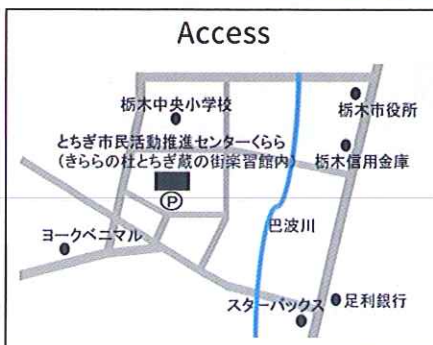 Access
栃木中央小学校
栃木市役所
とちぎ市民活動推進センターくらら
（きららの杜とちぎ蔵の街楽習館内）
栃木信用金庫
P
ヨークベニマル
巴波川
スターバックス
足利銀行